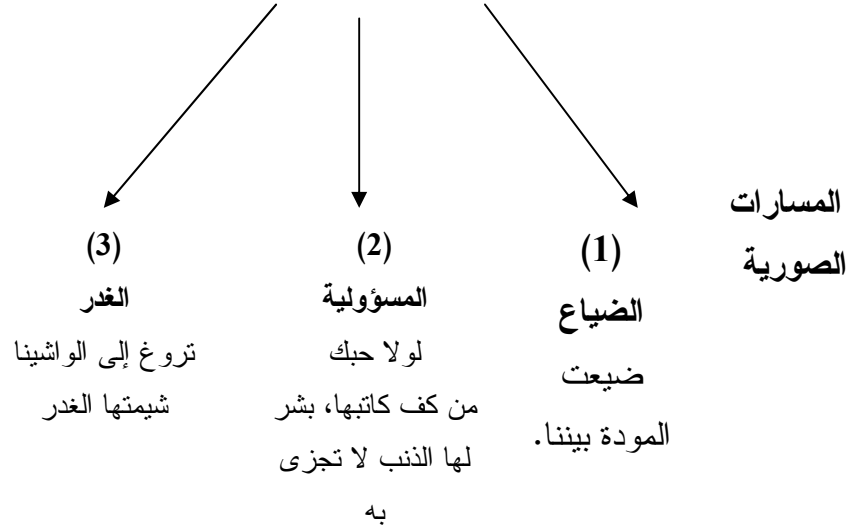 المسارات
الصورية
(1)
الضياع
ضيعت
المودة بيننا.
(2)
المسؤولية
لولا حبك
من كف كاتبها، بشر
لها الذنب لا تجزى
به
(3)
الغدر
تروغ إلى الواشينا
شيمتها الغدر